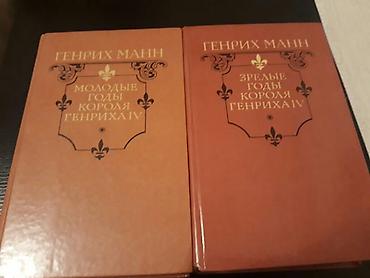 ГЕНРИХ МАНН
МОЛОДЫЕ
ГОДЫ
КОРОЛЯ
ГЕНРИХА IV
ГЕНРИХ МАНН
ЗРЕЛЫЕ
ГОДЫ
КОРОЛЯ
ГЕНРИХА IV